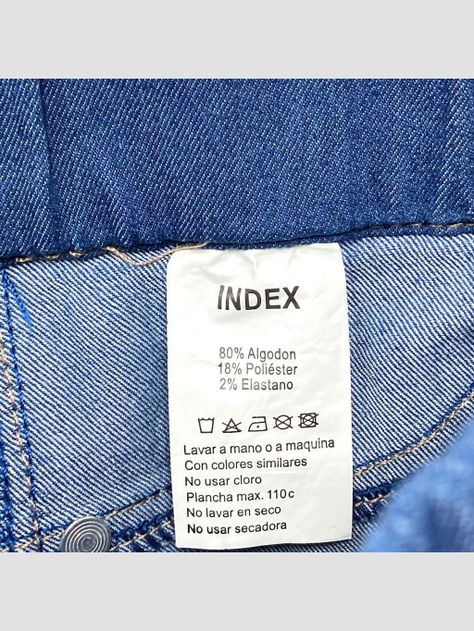 INDEX
80% Algodon
18% Poliéster
2% Elastano
Lavar a mano o a maquina
Con colores similares
No usar cloro
Plancha max. 110 c
No lavar en seco
No usar secadora